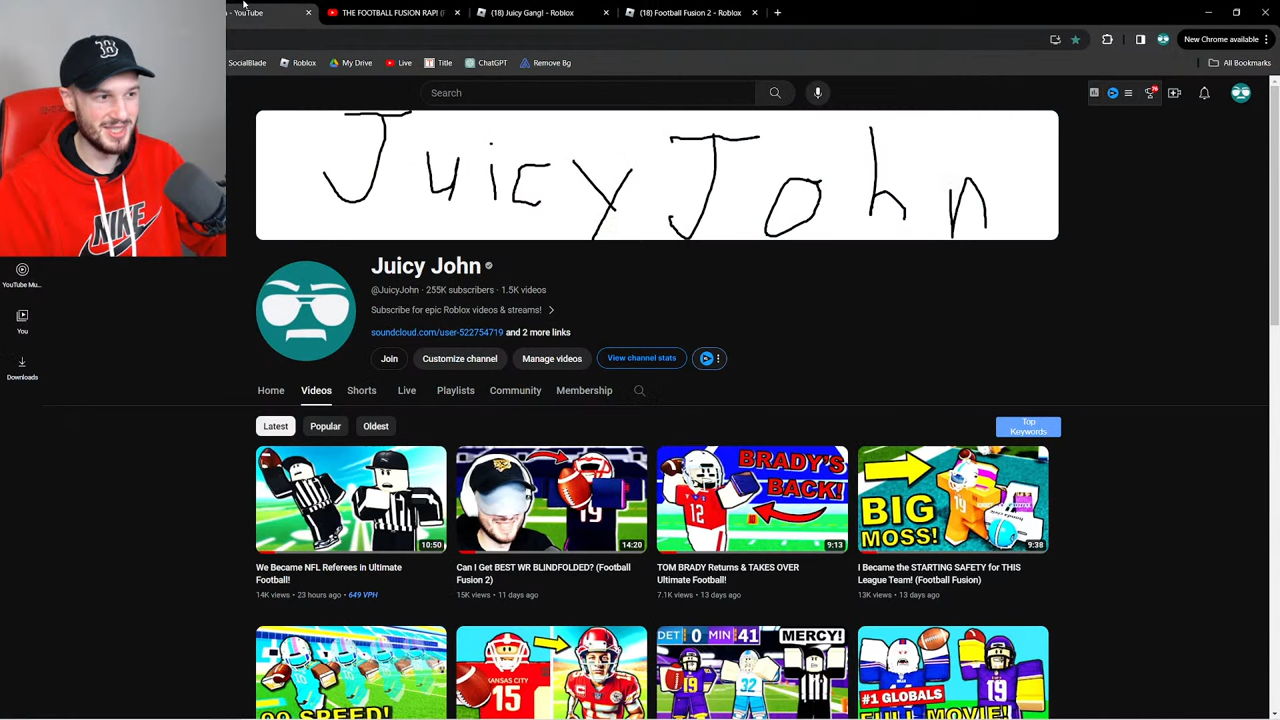 - YouTube
THE FOOTBALL FUSION RAP! (
(18) Juicy Gang! - Roblox
(18) Football Fusion 2 - Roblox
New Chrome available
SocialBlade
Roblox
My Drive
Live
Title
ChatGPT
Remove Bg
All Bookmarks
Search
76
B
NIKE
Juicy John
YouTube Mu...
You
Downloads
Juicy John
@JuicyJohn · 255K subscribers · 1.5K videos
Subscribe for epic Roblox videos & streams!
soundcloud.com/user-522754719 and 2 more links
Join
Customize channel
Manage videos
View channel stats
Home
Videos
Shorts
Live
Playlists
Community
Membership
Latest
Popular
Oldest
Top
Keywords
10:50
19
14:20
BRADY'S
BACK!
12
9:13
BIG
MOSS!
19
9:38
We Became NFL Referees in Ultimate
Football!
14K views · 23 hours ago · 649 VPH
Can I Get BEST WR BLINDFOLDED? (Football
Fusion 2)
15K views · 11 days ago
TOM BRADY Returns & TAKES OVER
Ultimate Football!
7.1K views · 13 days ago
I Became the STARTING SAFETY for THIS
League Team! (Football Fusion)
13K views · 13 days ago
99 SPEED!
KANSAS CITY
15
DET 0 MIN 41
MERCY!
19
32
#1 GLOBALS
FULL MOVIE!
19